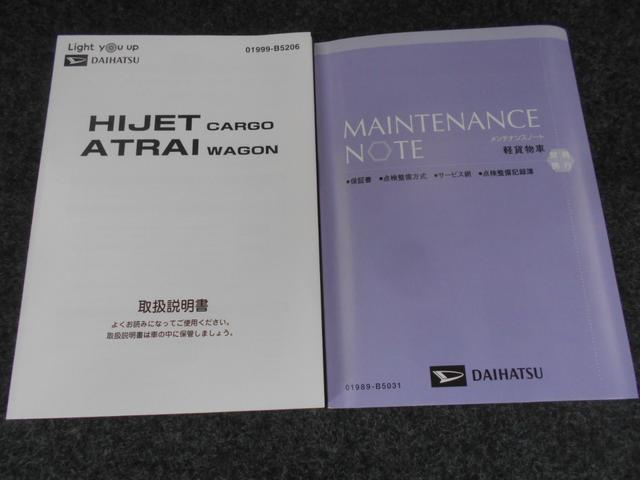 Light you up
DAIHATSU
01999-B5206
HIJET CARGO
ATRAI WAGON
取扱説明書
よくお読みになってご使用ください。
取扱説明書は車の中に保管しましょう。
MAINTENANCE
NOTE
メンテナンスノート
軽貨物車
•保証書 •点検整備方式 •サービス網 •点検整備記録簿
01989-B5031
DAIHATSU